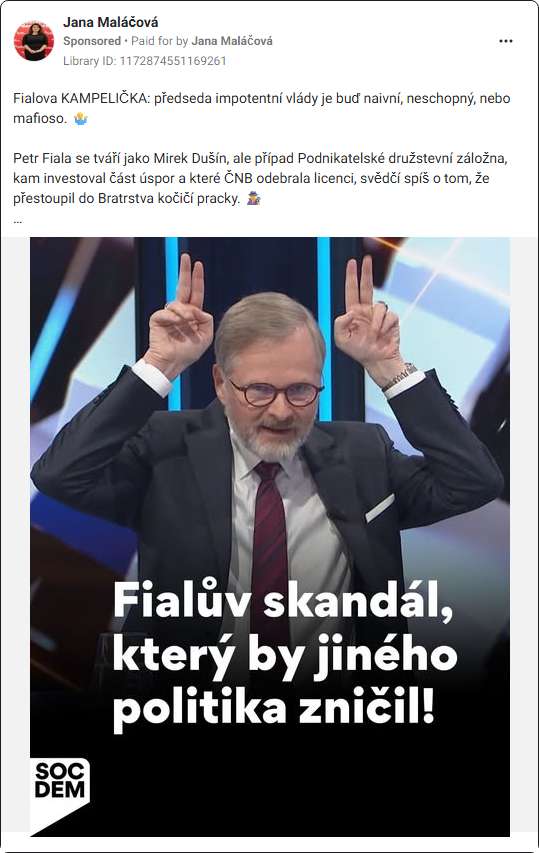 Jana Maláčová
Sponsored • Paid for by Jana Maláčová
Library ID: 1172874551169261
Fialova KAMPELIČKA: předseda impotentní vlády je buď naivní, neschopný, nebo
mafioso. 🤷‍♂️
Petr Fiala se tváří jako Mirek Dušín, ale případ Podnikatelské družstevní záložna,
kam investoval část úspor a které ČNB odebrala licenci, svědčí spíš o tom, že
přestoupil do Bratrstva kočičí pracky. 🕵️‍♂️
...
Fialův skandál,
který by jiného
politika zničil!
SOC
DEM